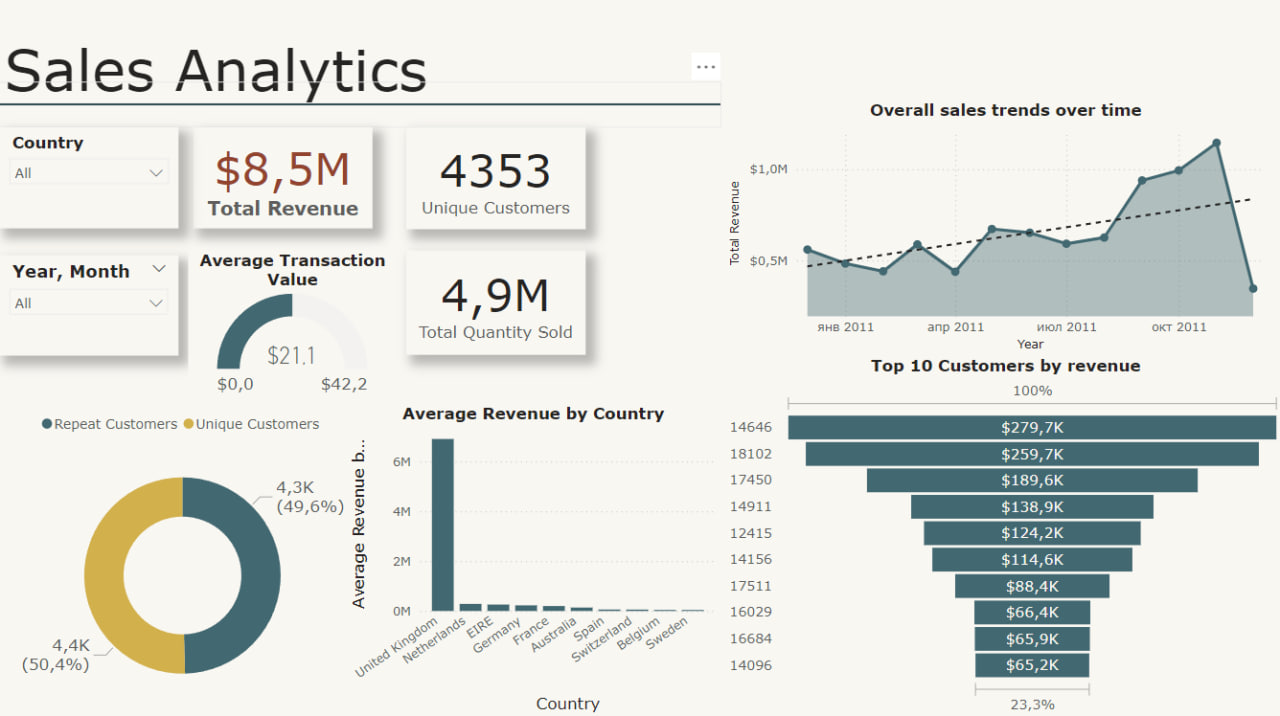 Sales Analytics
Country
All
$8,5M
Total Revenue
4353
Unique Customers
Year, Month
All
Average Transaction
Value
$21.1
$0,0
$42,2
4,9M
Total Quantity Sold
Overall sales trends over time
Total Revenue
$1,0M
$0,5M
янв 2011
апр 2011
июл 2011
окт 2011
Year
Repeat Customers
Unique Customers
4,3K
(49,6%)
4,4K
(50,4%)
Average Revenue by Country
Average Revenue b...
6M
4M
2M
0M
United Kingdom
Netherlands
EIRE
Germany
France
Australia
Spain
Switzerland
Belgium
Sweden
Country
Top 10 Customers by revenue
100%
14646 $279,7K
18102 $259,7K
17450 $189,6K
14911 $138,9K
12415 $124,2K
14156 $114,6K
17511 $88,4K
16029 $66,4K
16684 $65,9K
14096 $65,2K
23,3%